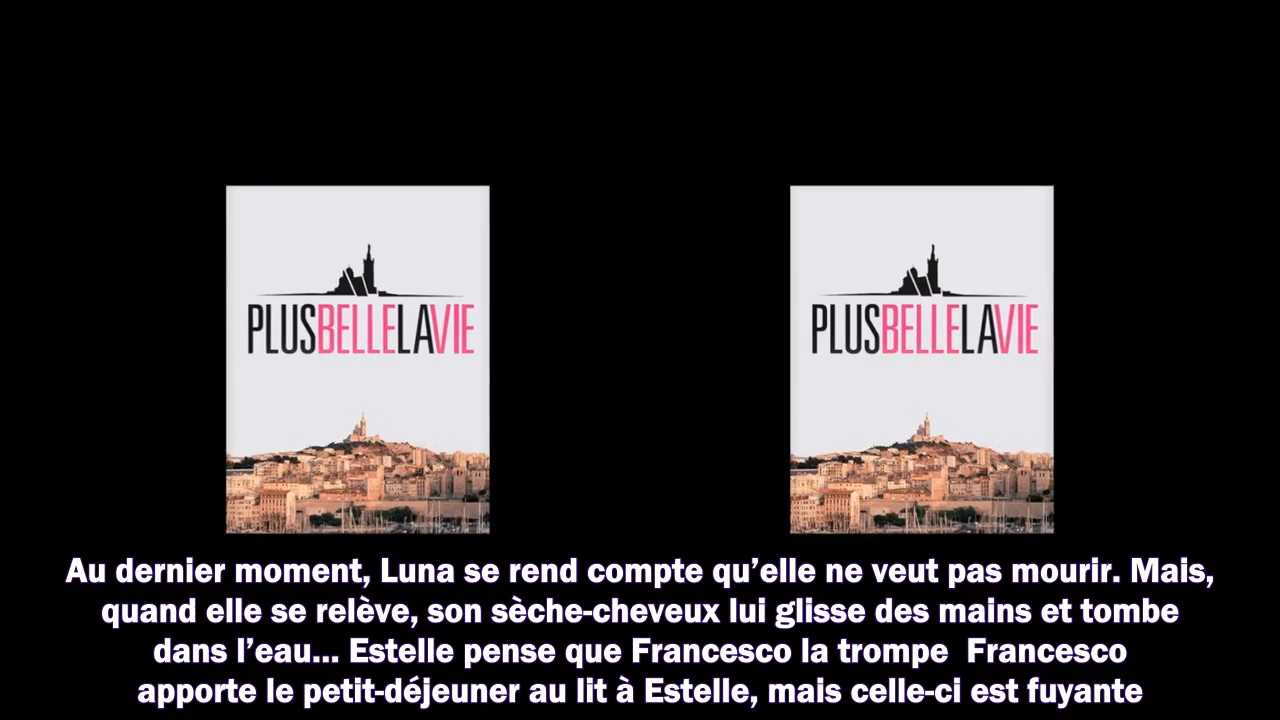 PLUSBELLELAVIE
PLUSBELLELAVIE
Au dernier moment, Luna se rend compte qu’elle ne veut pas mourir. Mais,
quand elle se relève, son sèche-cheveux lui glisse des mains et tombe
dans l’eau... Estelle pense que Francesco la trompe  Francesco
apporte le petit-déjeuner au lit à Estelle, mais celle-ci est fuyante